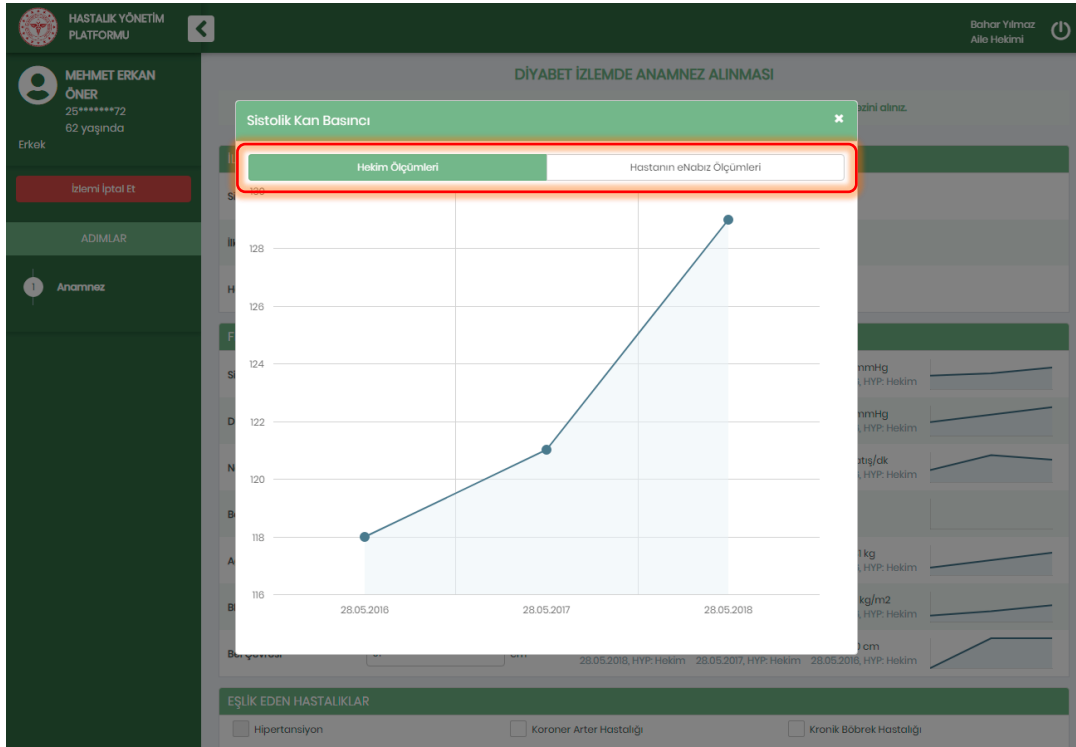 HASTALIK YÖNETİM
PLATFORMU
Bahar Yılmaz
Aile Hekimi
MEHMET ERKAN
ÖNER
25*******72
62 yaşında
Erkek
İzlemi İptal Et
ADIMLAR
1 Anamnez
DİYABET İZLEMDE ANAMNEZ ALINMASI
alınız.
Sistolik Kan Basıncı
Hekim Ölçümleri
Hastanın eNabız Ölçümleri
130
128
126
124
122
120
118
116
28.05.2016 28.05.2017 28.05.2018
mmHg
HYP: Hekim
mmHg
HYP: Hekim
HYP: Hekim
1 kg
HYP: Hekim
kg/m2
HYP: Hekim
cm
cm
28.05.2018, HYP: Hekim 28.05.2017, HYP: Hekim 28.05.2016, HYP: Hekim
EŞLİK EDEN HASTALIKLAR
Hipertansiyon Koroner Arter Hastalığı Kronik Böbrek Hastalığı